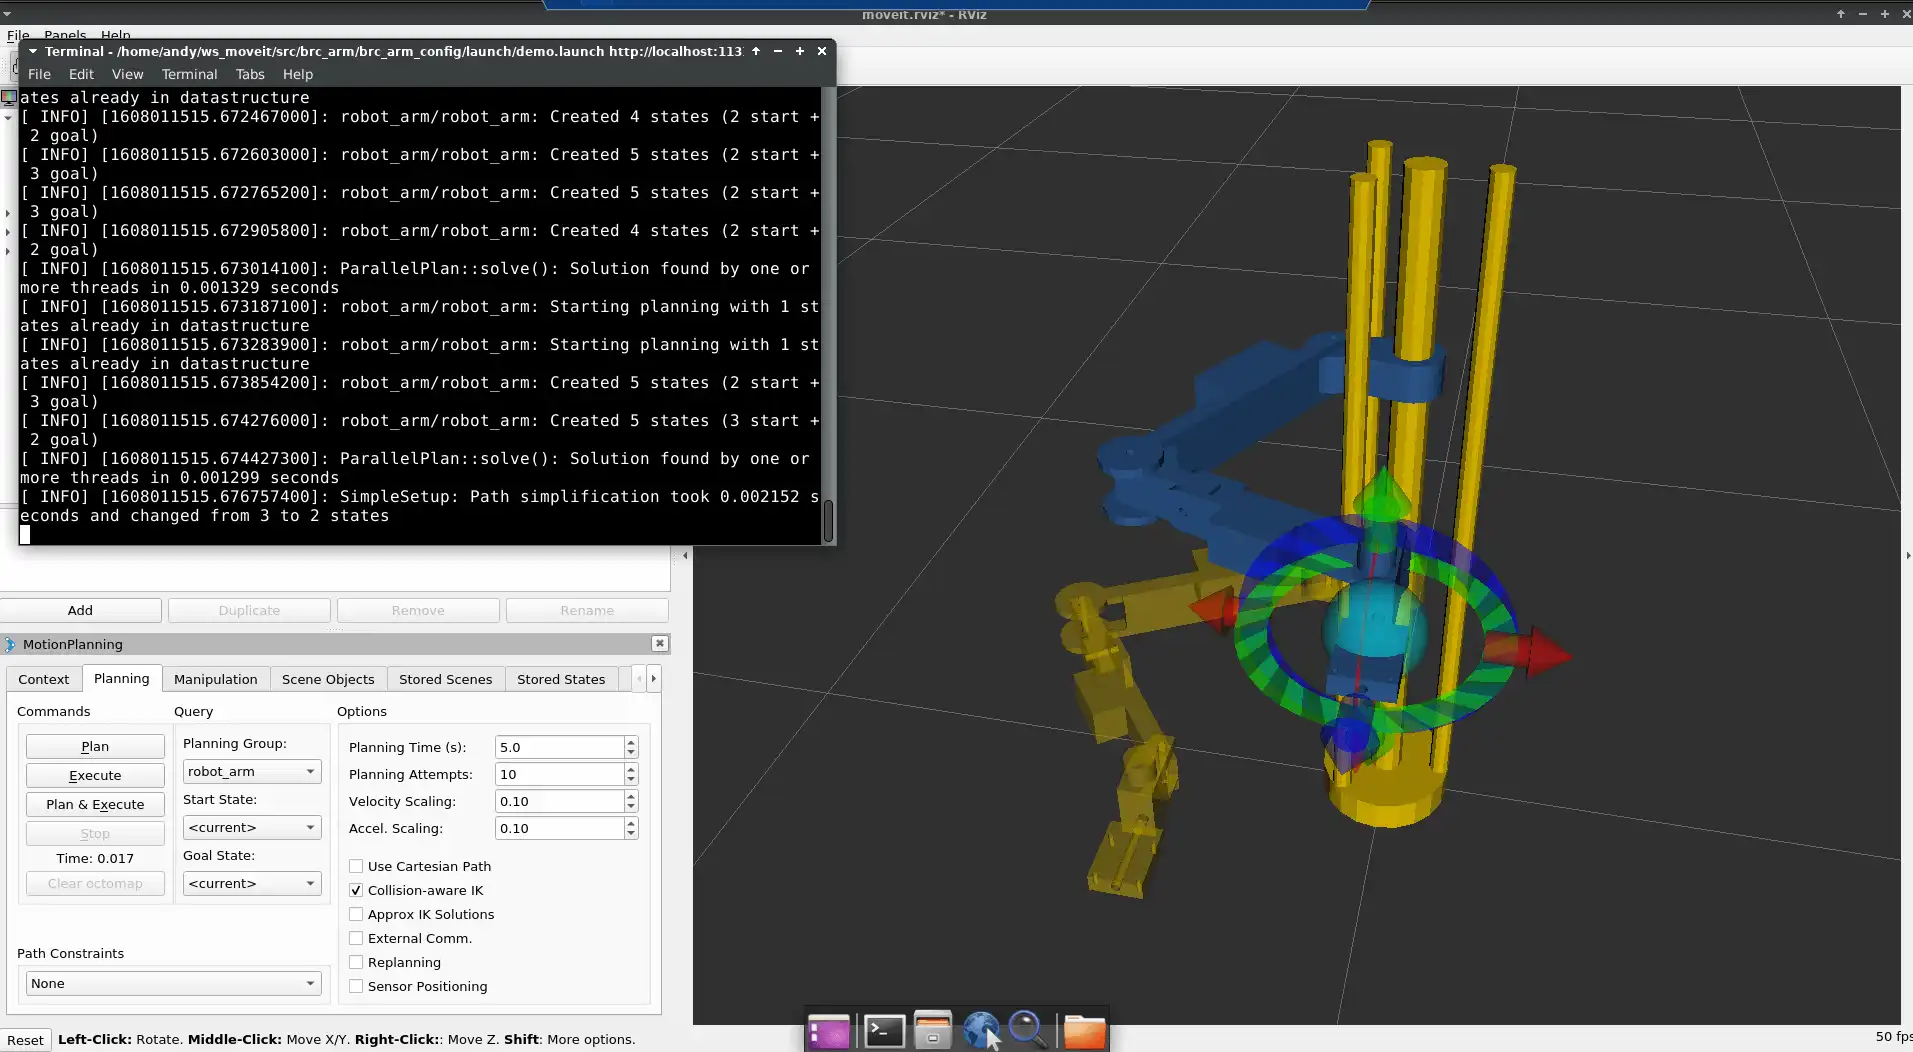 moveit.rviz* - RViz
File Panels Help
Terminal - /home/andy/ws_moveit/src/brc_arm/brc_arm_config/launch/demo.launch http://localhost:113
File Edit View Terminal Tabs Help
ates already in datastructure
[ INFO] [1608011515.672467000]: robot_arm/robot_arm: Created 4 states (2 start +
2 goal)
[ INFO] [1608011515.672603000]: robot_arm/robot_arm: Created 5 states (2 start +
3 goal)
[ INFO] [1608011515.672765200]: robot_arm/robot_arm: Created 5 states (2 start +
3 goal)
[ INFO] [1608011515.672905800]: robot_arm/robot_arm: Created 4 states (2 start +
2 goal)
[ INFO] [1608011515.673014100]: ParallelPlan::solve(): Solution found by one or
more threads in 0.001329 seconds
[ INFO] [1608011515.673187100]: robot_arm/robot_arm: Starting planning with 1 st
ates already in datastructure
[ INFO] [1608011515.673283900]: robot_arm/robot_arm: Starting planning with 1 st
ates already in datastructure
[ INFO] [1608011515.673854200]: robot_arm/robot_arm: Created 5 states (2 start +
3 goal)
[ INFO] [1608011515.674276000]: robot_arm/robot_arm: Created 5 states (3 start +
2 goal)
[ INFO] [1608011515.674427300]: ParallelPlan::solve(): Solution found by one or
more threads in 0.001299 seconds
[ INFO] [1608011515.676757400]: SimpleSetup: Path simplification took 0.002152 s
econds and changed from 3 to 2 states
Add Duplicate Remove Rename
MotionPlanning
Context Planning Manipulation Scene Objects Stored Scenes Stored States
Commands Query Options
Plan
Execute
Plan & Execute
Stop
Time: 0.017
Clear octomap
Planning Group:
robot_arm
Start State:
<current>
Goal State:
<current>
Path Constraints
None
Planning Time (s): 5.0
Planning Attempts: 10
Velocity Scaling: 0.10
Accel. Scaling: 0.10
Use Cartesian Path
Collision-aware IK
Approx IK Solutions
External Comm.
Replanning
Sensor Positioning
Reset Left-Click: Rotate. Middle-Click: Move X/Y. Right-Click:: Move Z. Shift: More options.
50 fps